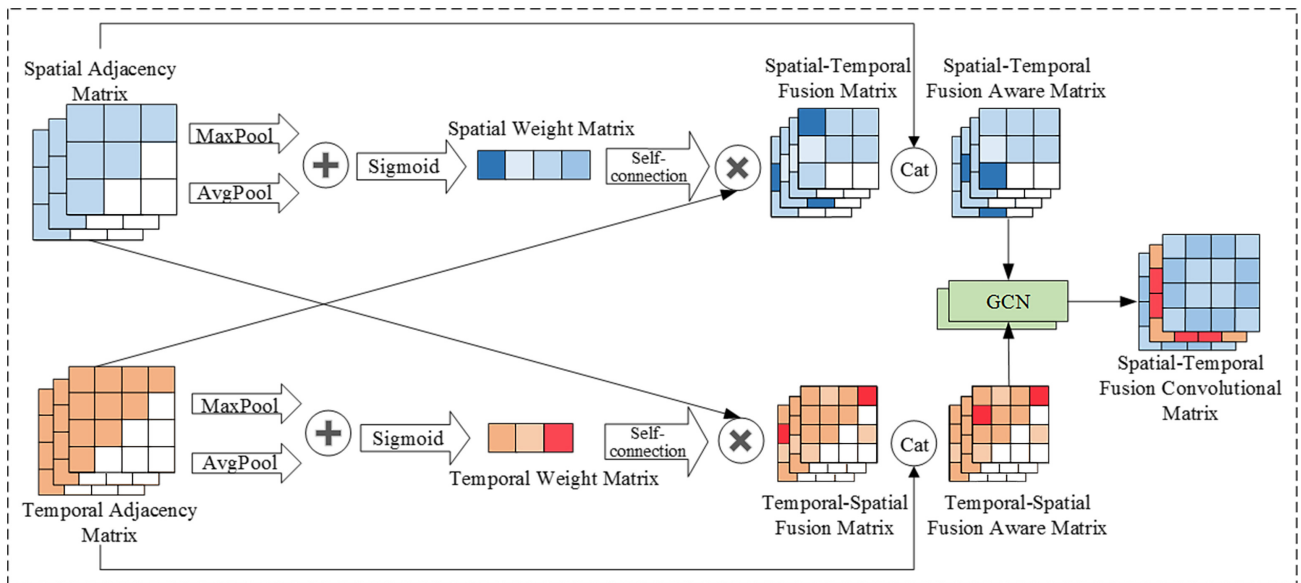 Spatial Adjacency
Matrix
MaxPool
AvgPool
Sigmoid
Spatial Weight Matrix
Self-
connection
Spatial-Temporal
Fusion Matrix
Cat
Spatial-Temporal
Fusion Aware Matrix
GCN
Spatial-Temporal
Fusion Convolutional
Matrix
MaxPool
AvgPool
Sigmoid
Temporal Weight Matrix
Self-
connection
Cat
Temporal Adjacency
Matrix
Temporal-Spatial
Fusion Matrix
Temporal-Spatial
Fusion Aware Matrix